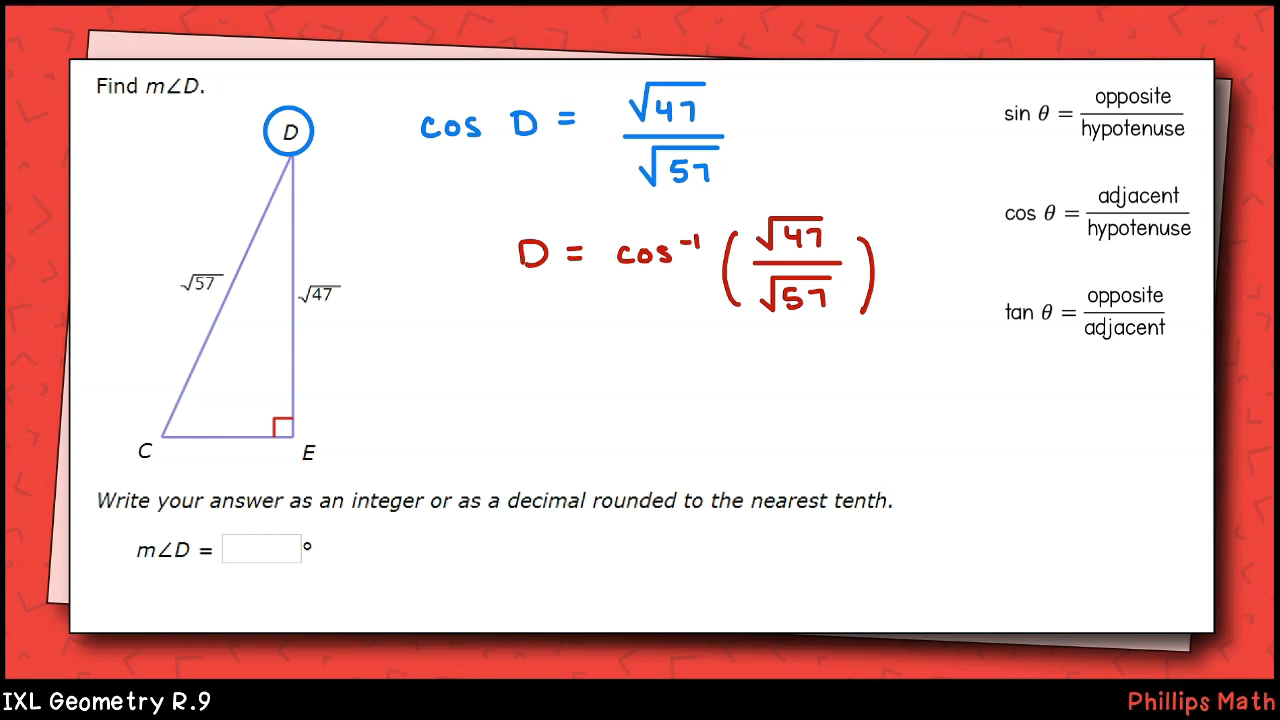 Find m∠D.
D
cos D = √47 / √57
D = cos⁻¹ ( √47 / √57 )
√57
√47
C
E
sin θ = opposite / hypotenuse
cos θ = adjacent / hypotenuse
tan θ = opposite / adjacent
Write your answer as an integer or as a decimal rounded to the nearest tenth.
m∠D = °
IXL Geometry R.9
Phillips Math